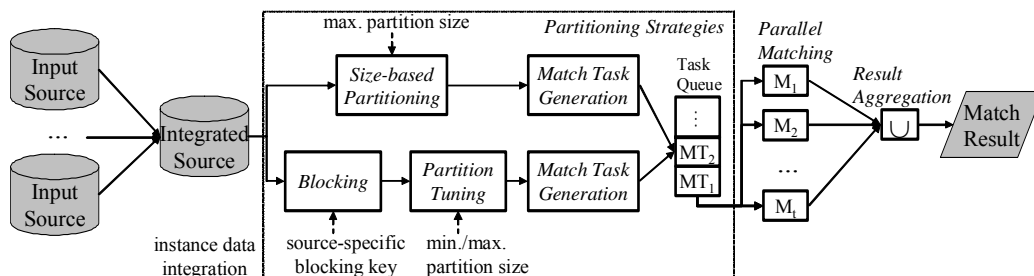 max. partition size
Partitioning Strategies
Input
Source
...
Input
Source
Integrated
Source
instance data
integration
Size-based
Partitioning
Match Task
Generation
Blocking
source-specific
blocking key
Partition
Tuning
min./max.
partition size
Match Task
Generation
Task
Queue
⋮
MT2
MT1
Parallel
Matching
M1
M2
...
Mt
Result
Aggregation
∪
Match
Result